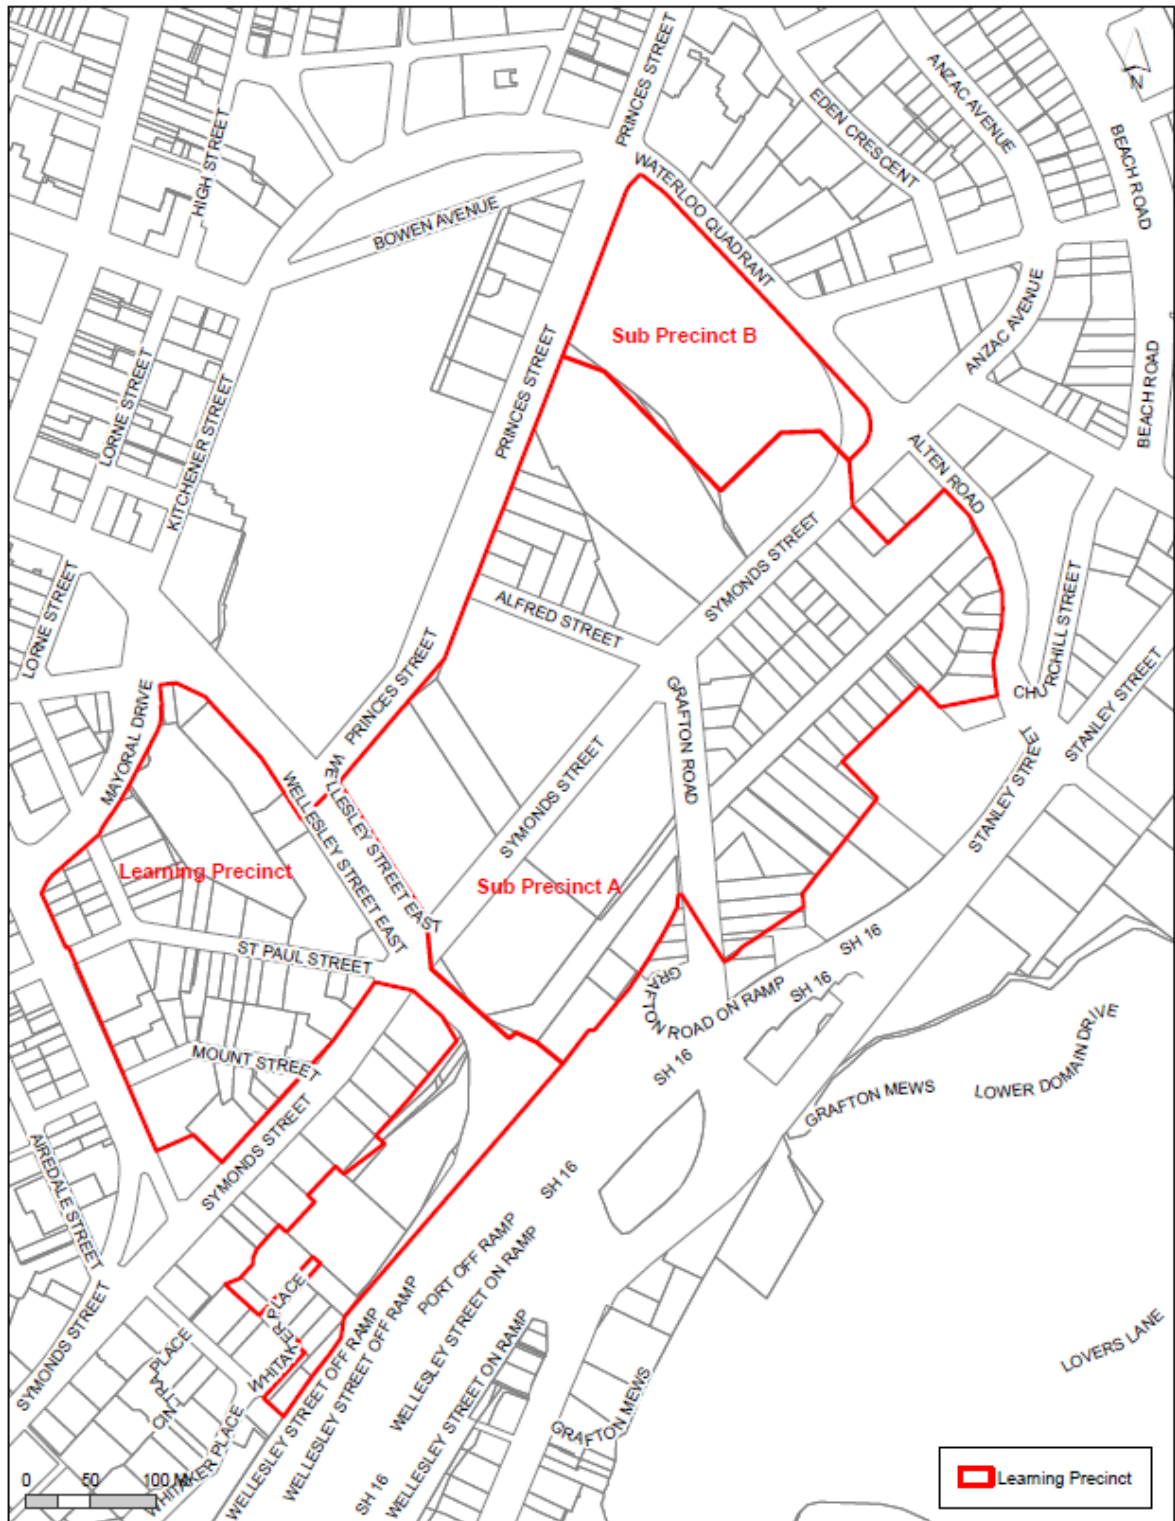 PRINCES STREET
ANZAC AVENUE
N
EDEN CRESCENT
BEACH ROAD
HIGH STREET
WATERLOO QUADRANT
BOWEN AVENUE
ANZAC AVENUE
Sub Precinct B
BEACH ROAD
LORNE STREET
PRINCES STREET
KITCHENER STREET
ALTEN ROAD
SYMONDS STREET
ALFRED STREET
LORNE STREET
CHURCHILL STREET
PRINCES STREET
GRAFTON ROAD
STANLEY STREET
MAYORAL DRIVE
WELLESLEY STREET EAST
WELLESLEY STREET EAST
SYMONDS STREET
STANLEY STREET
Learning Precinct
Sub Precinct A
ST PAUL STREET
SH 16
SH 16
GRAFTON ROAD ON RAMP
SH 16
MOUNT STREET
GRAFTON MEWS
LOWER DOMAIN DRIVE
SYMONDS STREET
AIREDALE STREET
SH 16
PORT OFF RAMP
WELLESLEY STREET ON RAMP
WHITAKER PLACE
WELLESLEY STREET OFF RAMP
WELLESLEY STREET OFF RAMP
SYMONDS STREET
CINTRA PLACE
WHITAKER PLACE
WELLESLEY STREET ON RAMP
GRAFTON MEWS
LOVERS LANE
SH 16
0 50 100 M
Learning Precinct